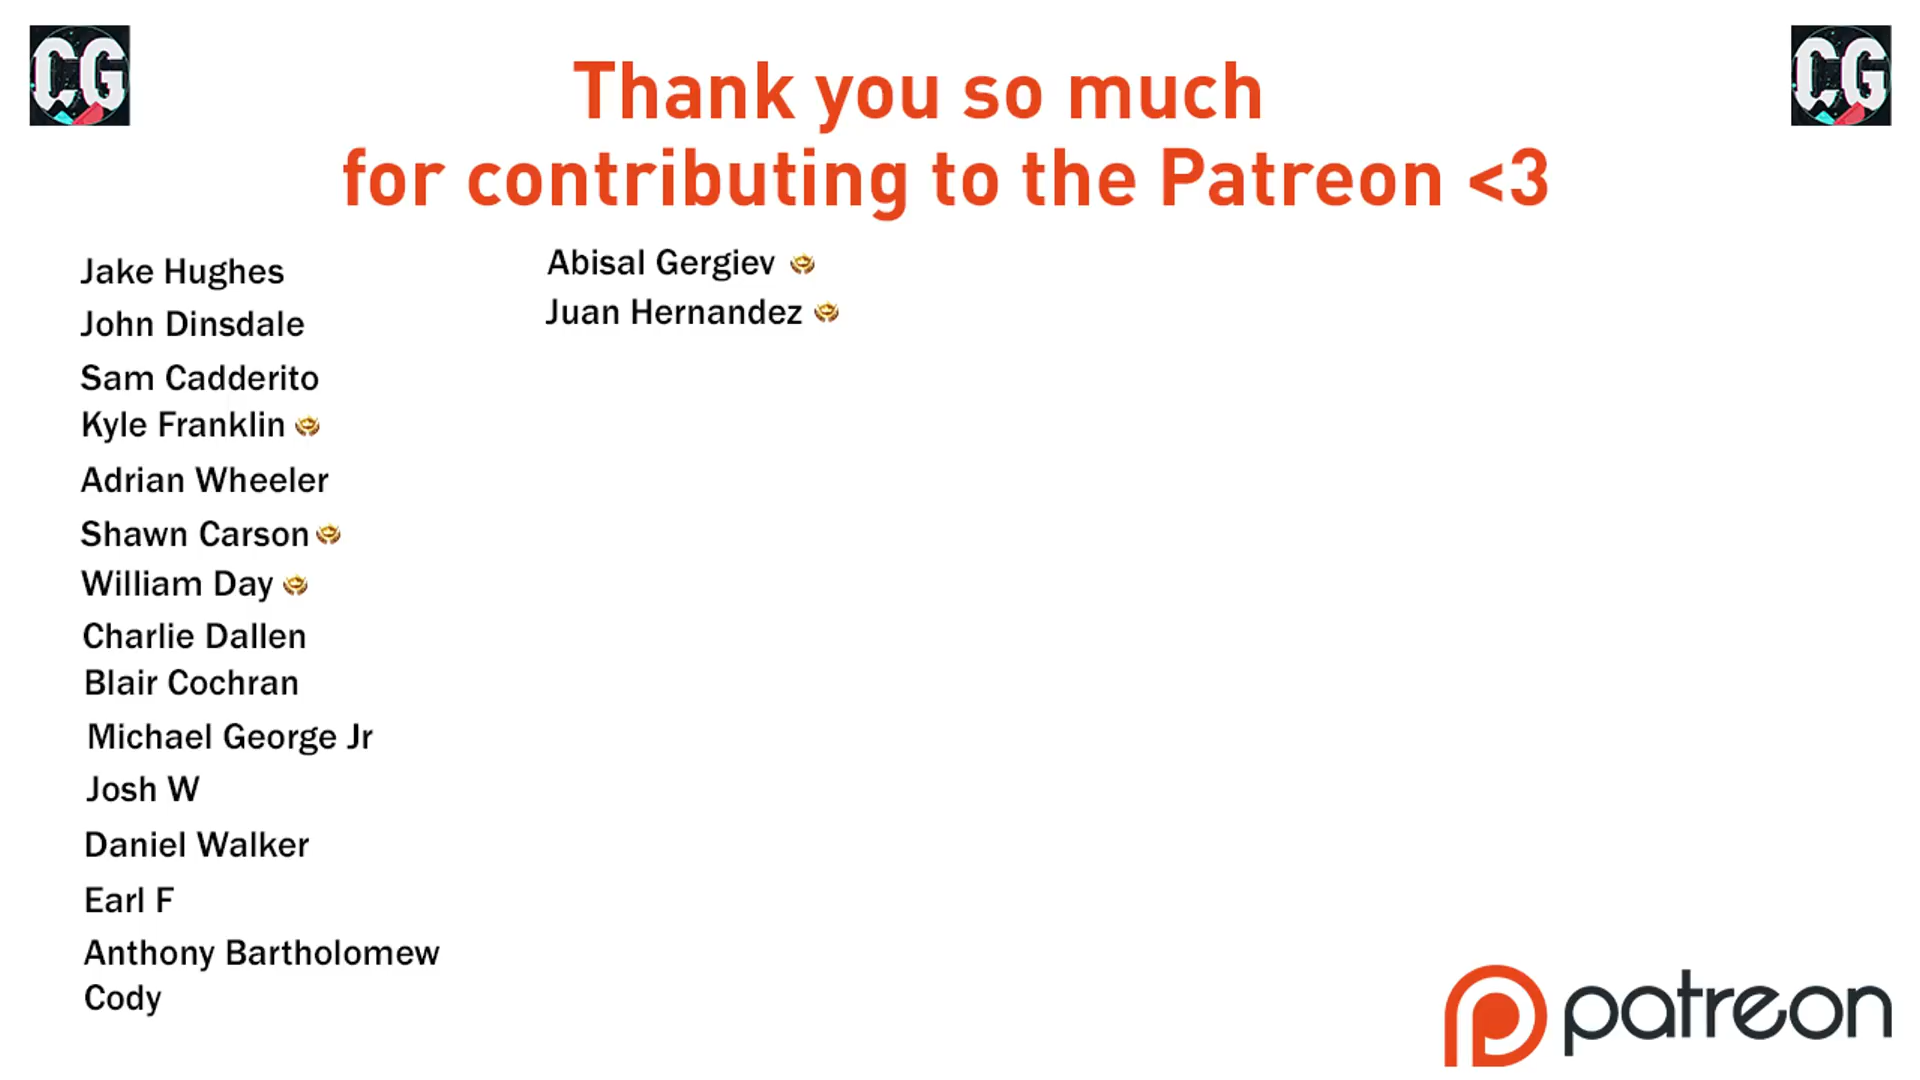 CG
CG
Thank you so much
for contributing to the Patreon <3
Jake Hughes
John Dinsdale
Sam Cadderito
Kyle Franklin
Adrian Wheeler
Shawn Carson
William Day
Charlie Dallen
Blair Cochran
Michael George Jr
Josh W
Daniel Walker
Earl F
Anthony Bartholomew
Cody
Abisal Gergiev
Juan Hernandez
patreon